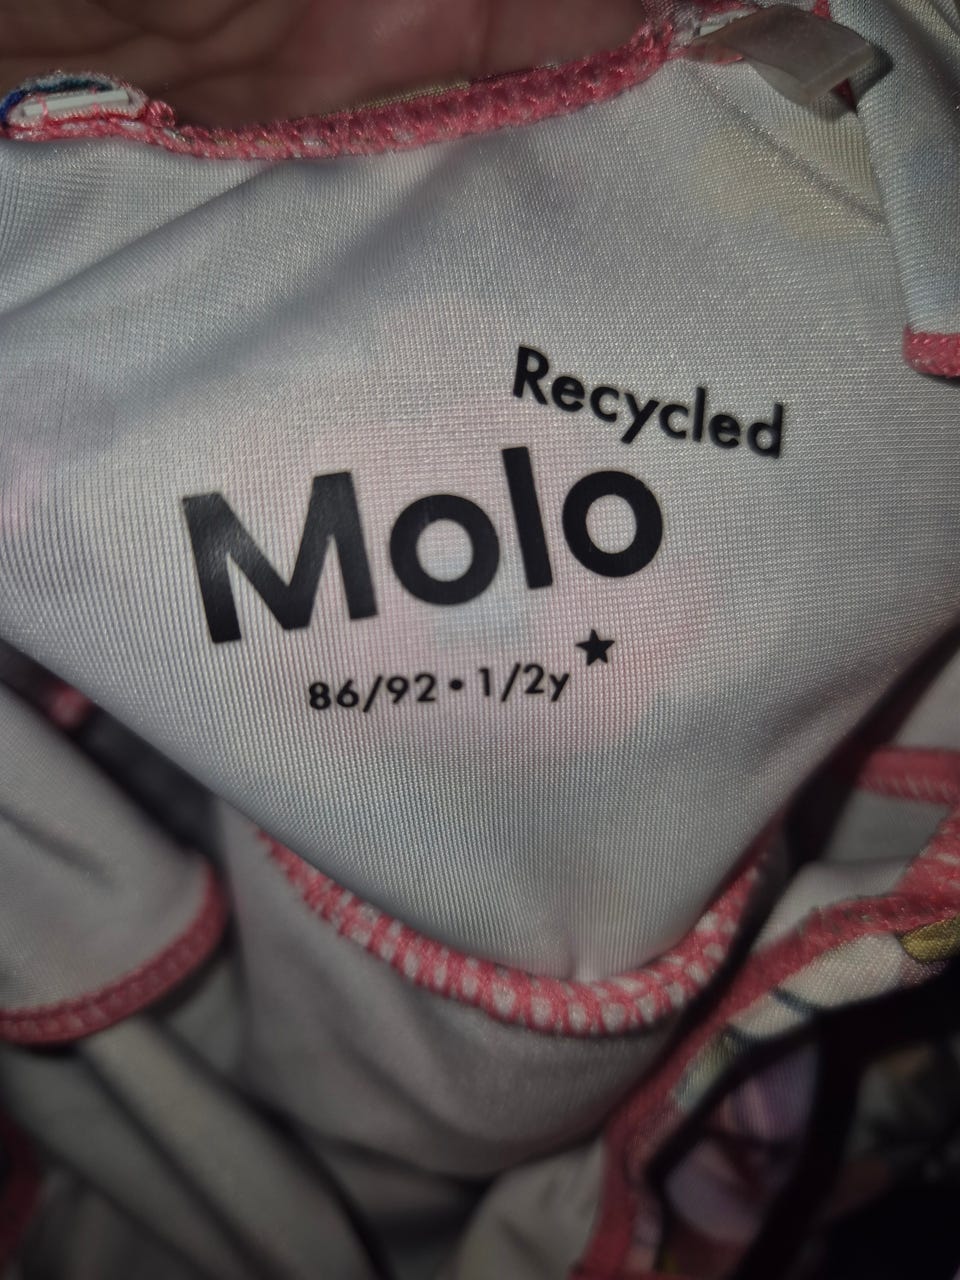 Recycled
Molo
86/92 • 1/2y